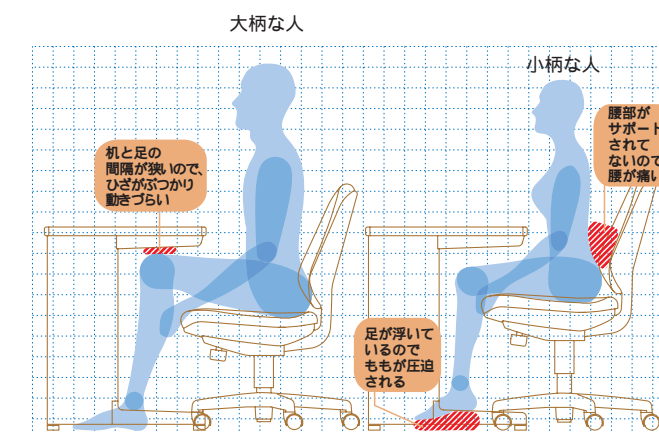 大柄な人
小柄な人
机と足の
間隔が狭いので、
ひざがぶつかり
動きづらい
腰部が
サポート
されて
ないので
腰が痛い
足が浮いて
いるので
ももが圧迫
される